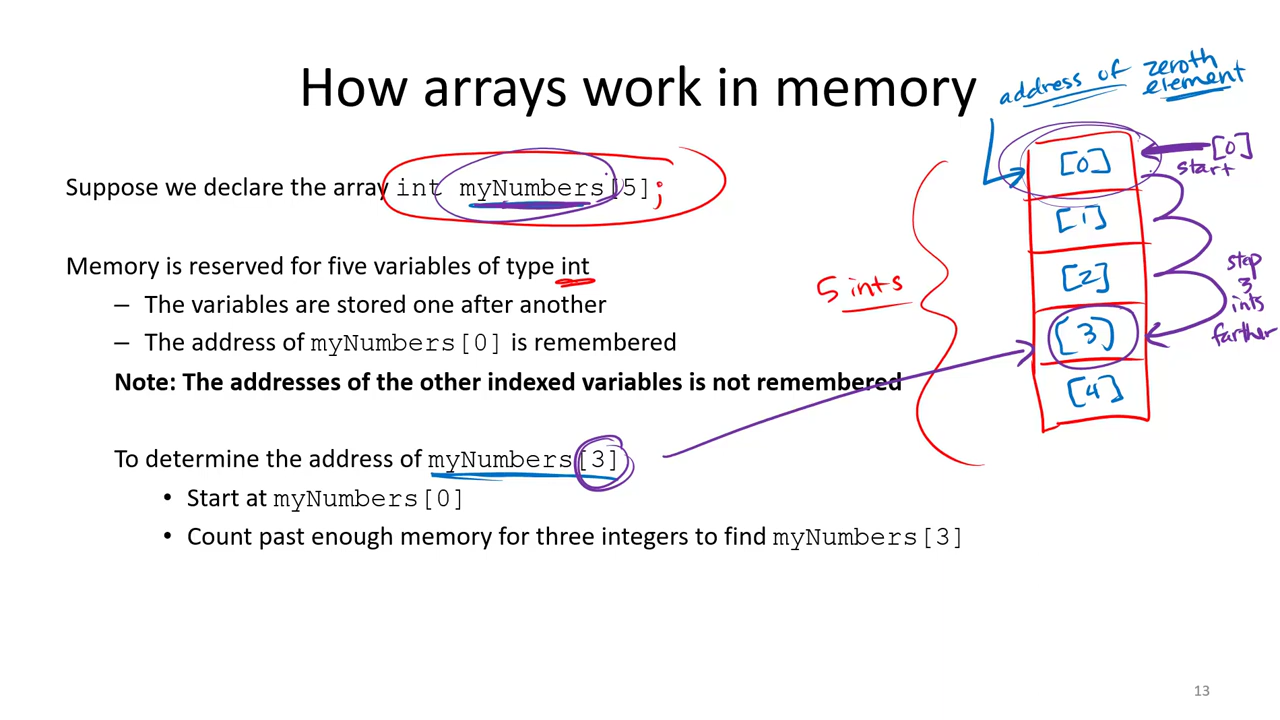 How arrays work in memory
address of zeroth element
Suppose we declare the array int myNumbers[5];
Memory is reserved for five variables of type int
– The variables are stored one after another
– The address of myNumbers[0] is remembered
Note: The addresses of the other indexed variables is not remembered
To determine the address of myNumbers[3]
• Start at myNumbers[0]
• Count past enough memory for three integers to find myNumbers[3]
5 ints
[0]
[1]
[2]
[3]
[4]
[0]
start
step
3
ints
farther
13